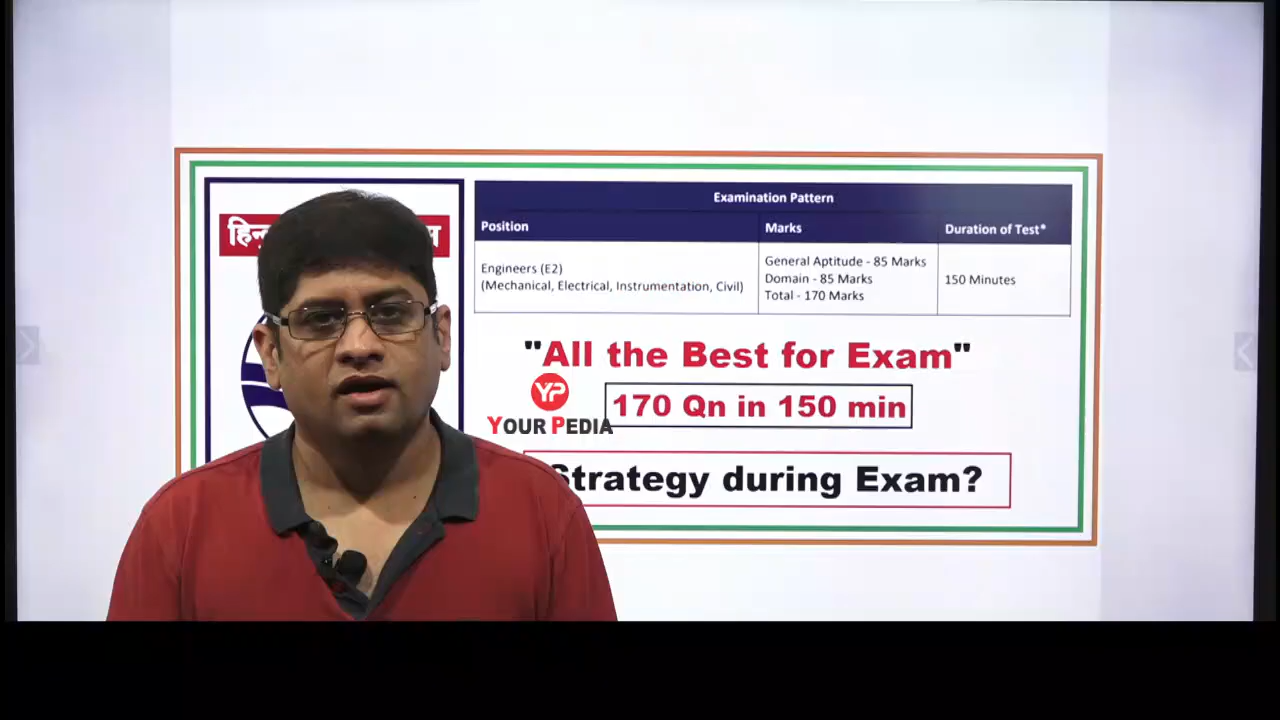 Examination Pattern
Position Marks Duration of Test*
Engineers (E2)
(Mechanical, Electrical, Instrumentation, Civil)
General Aptitude - 85 Marks
Domain - 85 Marks
Total - 170 Marks
150 Minutes
"All the Best for Exam"
YP
YOUR PEDIA
170 Qn in 150 min
Strategy during Exam?